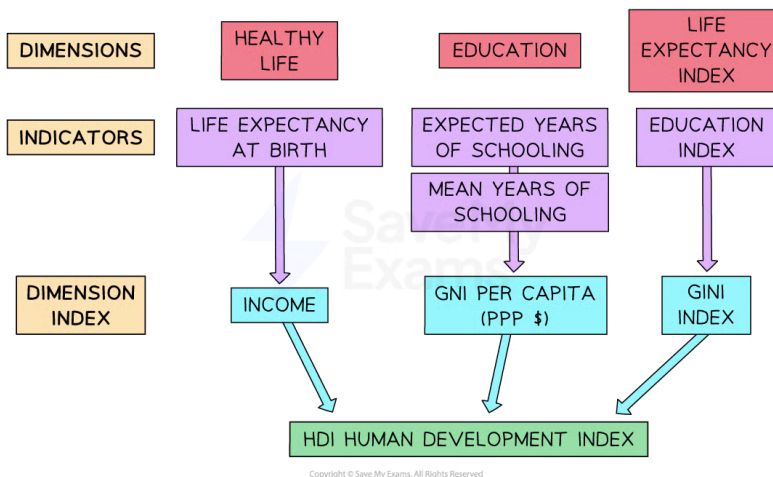 DIMENSIONS
HEALTHY
LIFE
EDUCATION
LIFE
EXPECTANCY
INDEX
INDICATORS
LIFE EXPECTANCY
AT BIRTH
EXPECTED YEARS
OF SCHOOLING
EDUCATION
INDEX
MEAN YEARS OF
SCHOOLING
SaveMy
Exams
DIMENSION
INDEX
INCOME
GNI PER CAPITA
(PPP $)
GINI
INDEX
HDI HUMAN DEVELOPMENT INDEX
Copyright © Save My Exams. All Rights Reserved